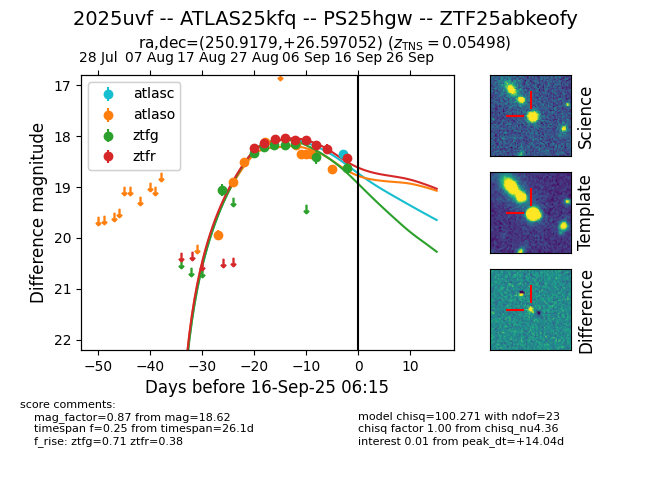 2025uvf -- ATLAS25kfq -- PS25hgw -- ZTF25abkeofy
ra,dec=(250.9179,+26.597052) (zTNS = 0.05498)
28 Jul 07 Aug 17 Aug 27 Aug 06 Sep 16 Sep 26 Sep
17
18
19
20
21
22
Difference magnitude
atlasc
atlaso
ztfg
ztfr
−50 −40 −30 −20 −10 0 10
Days before 16-Sep-25 06:15
Science
Template
Difference
score comments:
mag_factor=0.87 from mag=18.62
timespan f=0.25 from timespan=26.1d
f_rise: ztfg=0.71 ztfr=0.38
model chisq=100.271 with ndof=23
chisq factor 1.00 from chisq_nu4.36
interest 0.01 from peak_dt=+14.04d